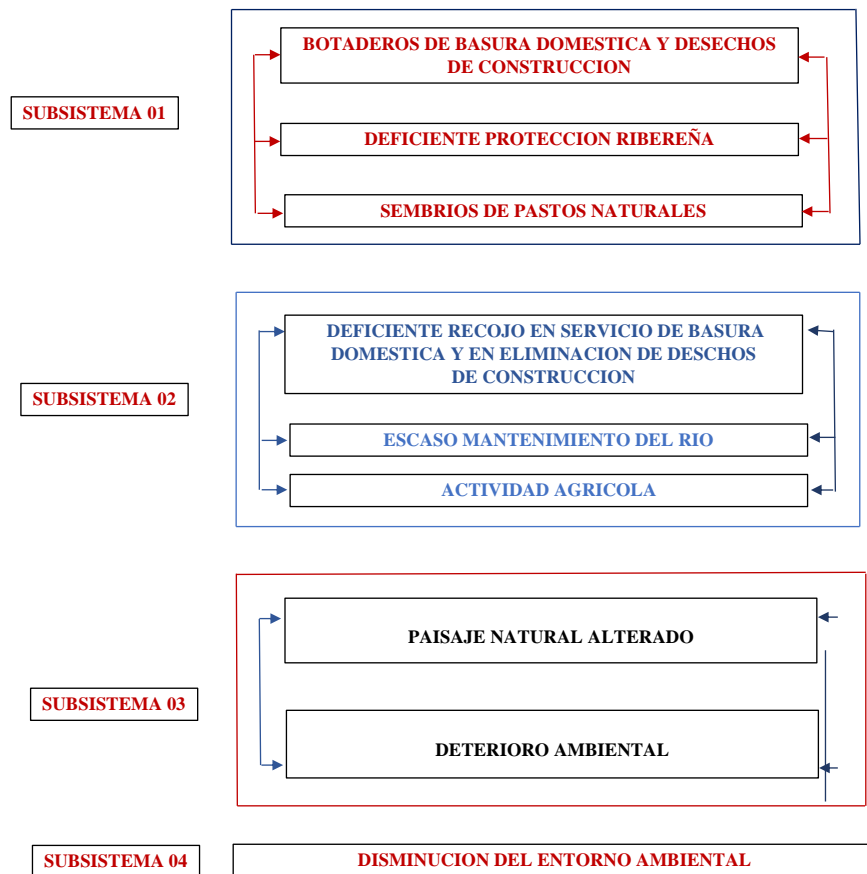 BOTADEROS DE BASURA DOMESTICA Y DESECHOS
DE CONSTRUCCION
SUBSISTEMA 01
DEFICIENTE PROTECCION RIBEREÑA
SEMBRIOS DE PASTOS NATURALES
DEFICIENTE RECOJO EN SERVICIO DE BASURA
DOMESTICA Y EN ELIMINACION DE DESCHOS
DE CONSTRUCCION
SUBSISTEMA 02
ESCASO MANTENIMIENTO DEL RIO
ACTIVIDAD AGRICOLA
PAISAJE NATURAL ALTERADO
SUBSISTEMA 03
DETERIORO AMBIENTAL
SUBSISTEMA 04
DISMINUCION DEL ENTORNO AMBIENTAL